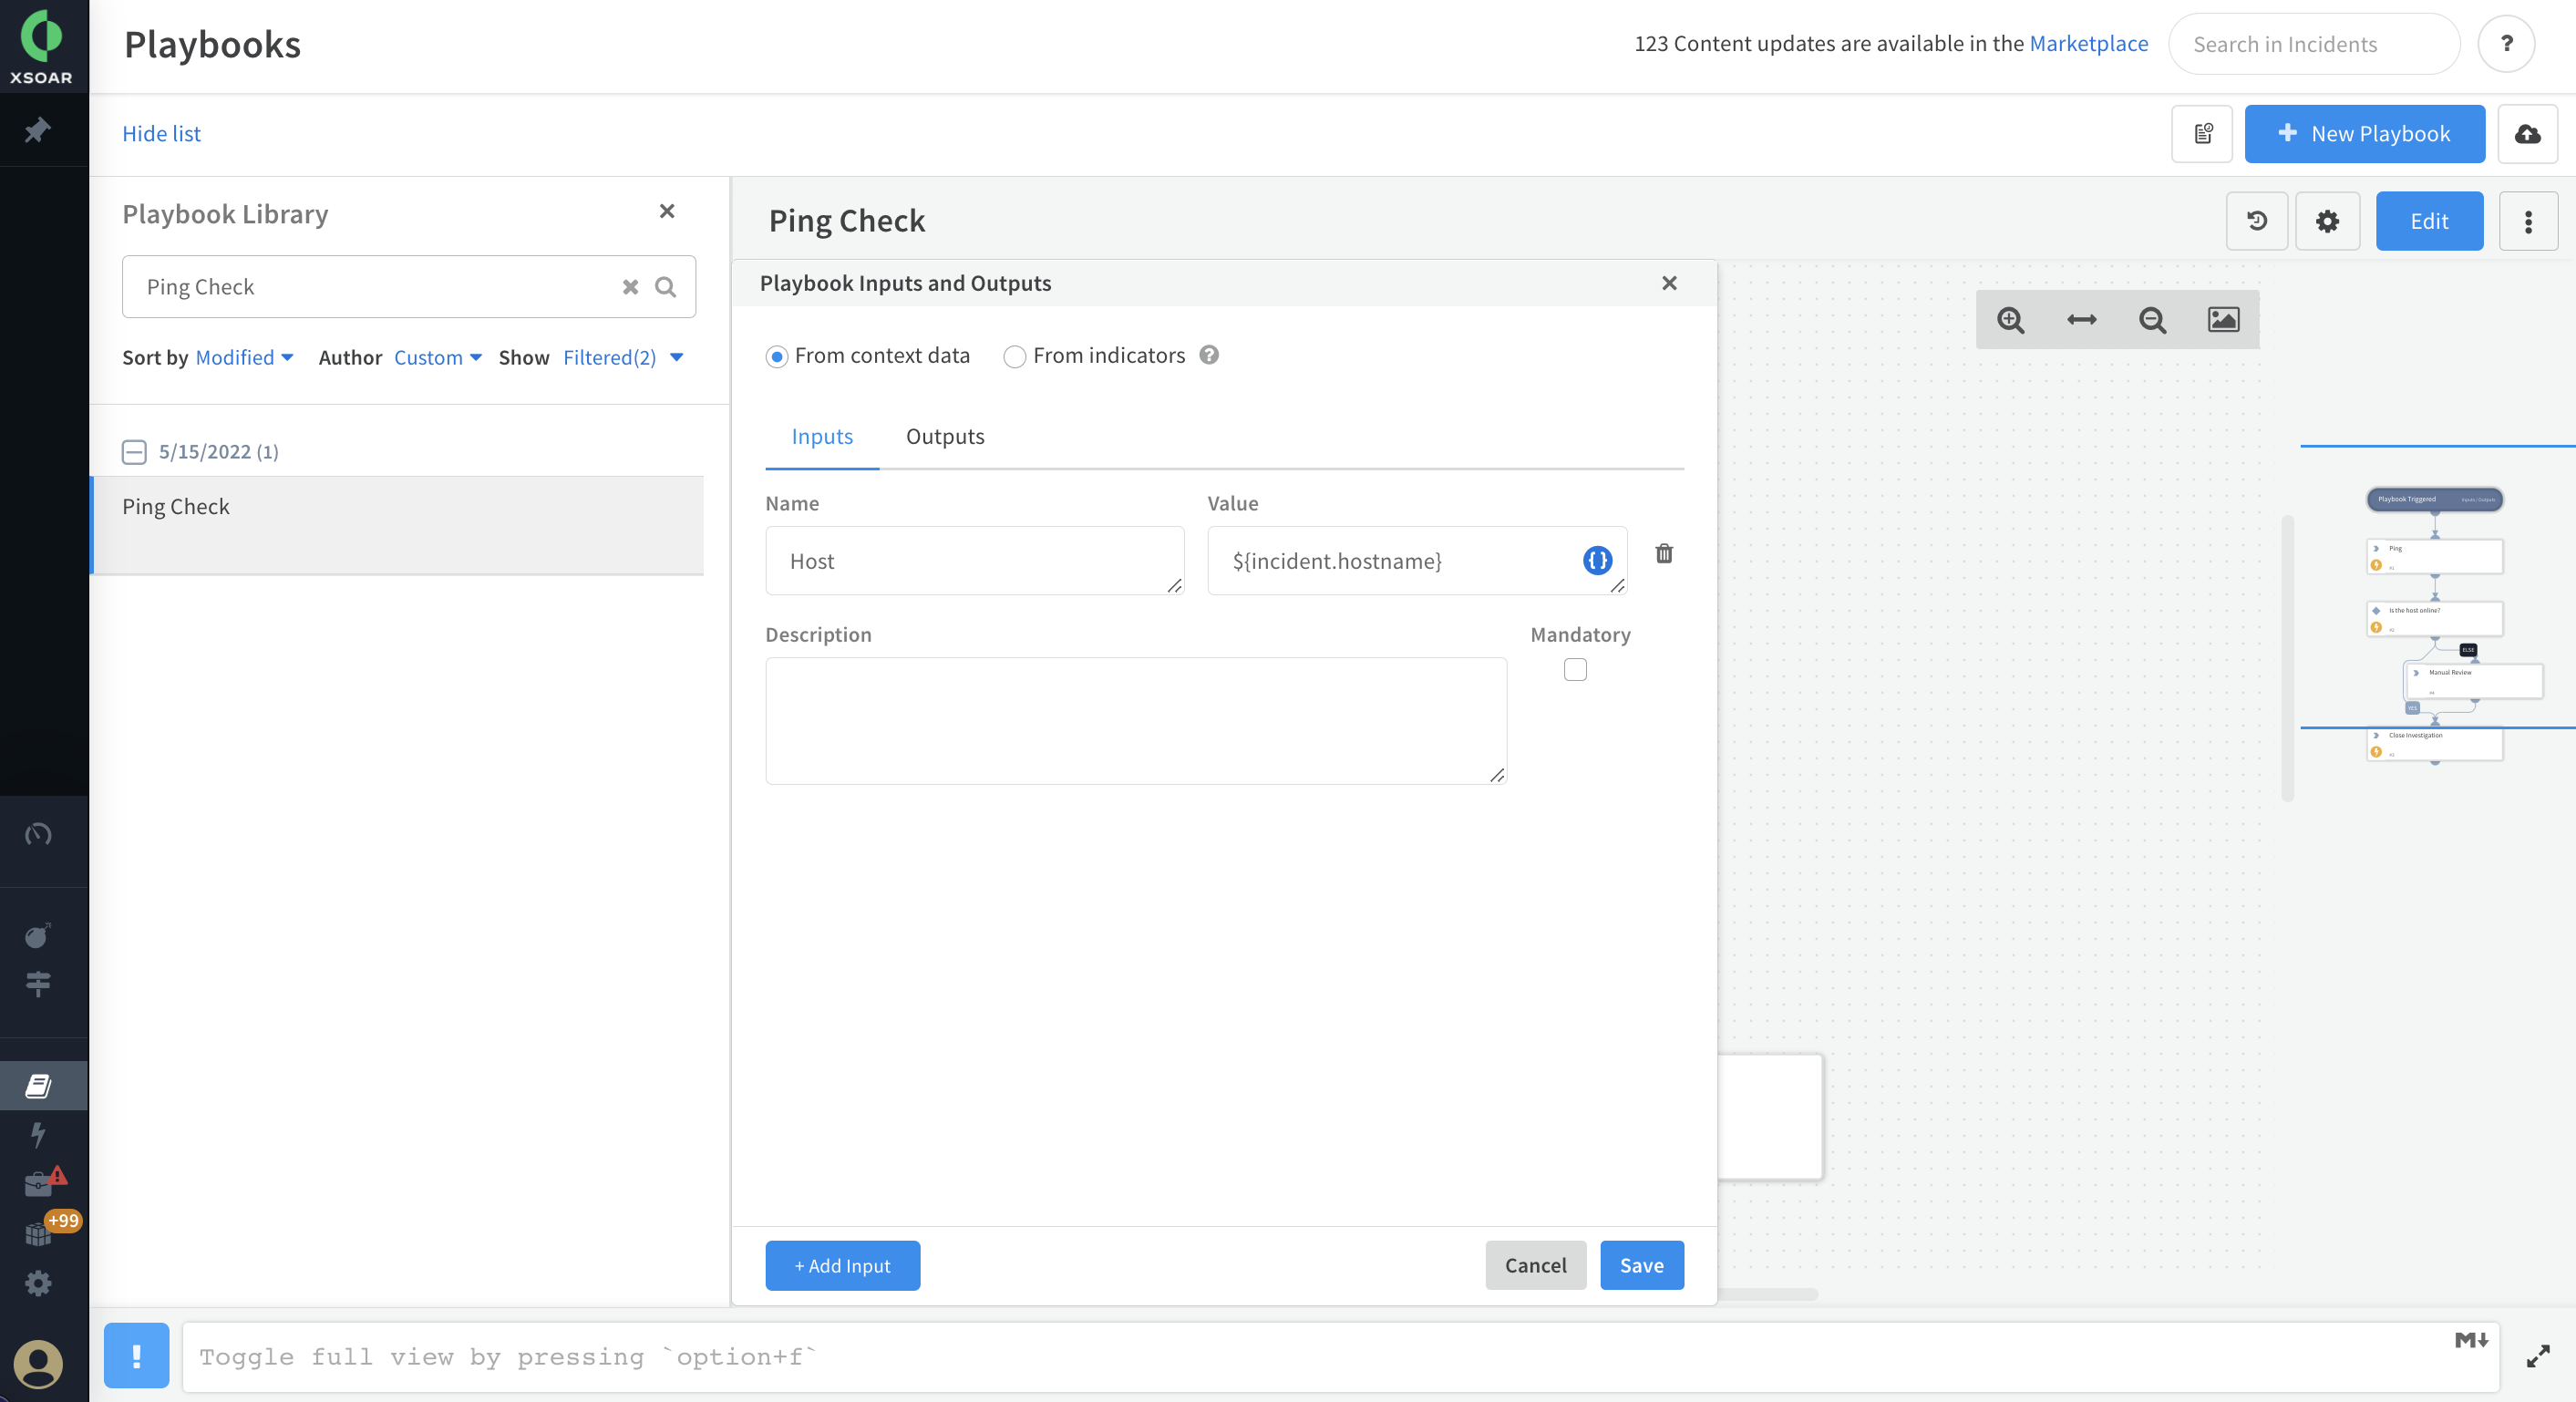 XSOAR
Playbooks
123 Content updates are available in the Marketplace
Search in Incidents
?
Hide list
+ New Playbook
Playbook Library
Ping Check
Sort by Modified Author Custom Show Filtered(2)
5/15/2022 (1)
Ping Check
Ping Check
Edit
Playbook Inputs and Outputs
From context data From indicators ?
Inputs Outputs
Name Value
Host ${incident.hostname} {}
Description Mandatory
+ Add Input Cancel Save
Playbook Triggered Inputs / Outputs
Ping
Is the host online?
ELSE
Manual Review
YES
Close Investigation
+99
! Toggle full view by pressing `option+f`
M↓